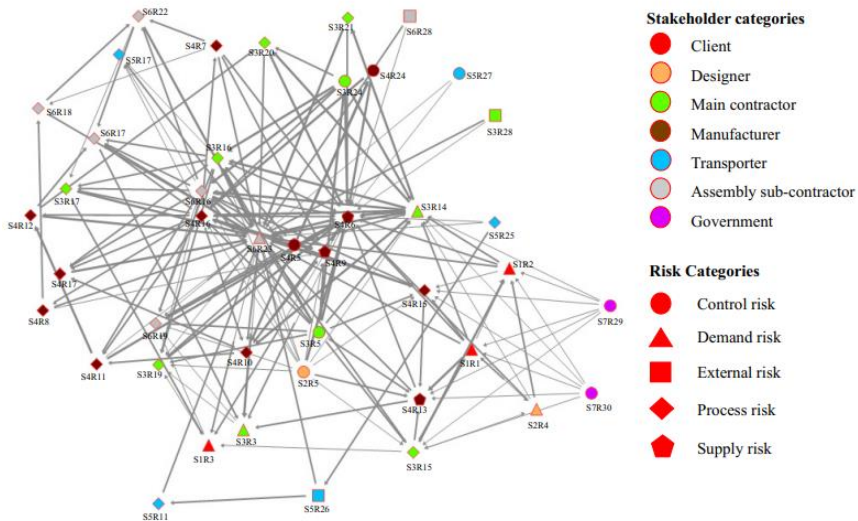 S6R22
S4R7
S3R21
S6R28
S3R20
S5R17
S4R24
S3R24
S5R27
S6R18
S3R28
S6R17
S3R16
S3R17
S6R16
S3R14
S4R12
S4R16
S4R6
S5R25
S6R23
S4R5
S4R9
S1R2
S4R17
S4R15
S4R8
S7R29
S6R19
S3R5
S4R10
S1R1
S4R11
S3R19
S2R5
S4R13
S7R30
S2R4
S3R3
S1R3
S3R15
S5R11
S5R26
Stakeholder categories
Client
Designer
Main contractor
Manufacturer
Transporter
Assembly sub-contractor
Government
Risk Categories
Control risk
Demand risk
External risk
Process risk
Supply risk